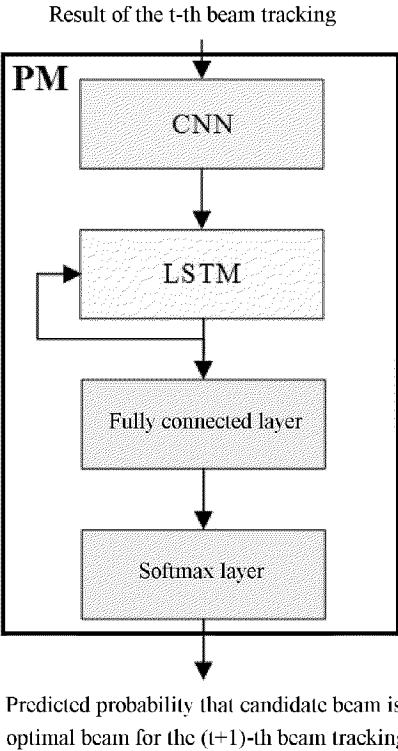 Result of the t-th beam tracking
PM
CNN
LSTM
Fully connected layer
Softmax layer
Predicted probability that candidate beam is
optimal beam for the (t+1)-th beam tracking